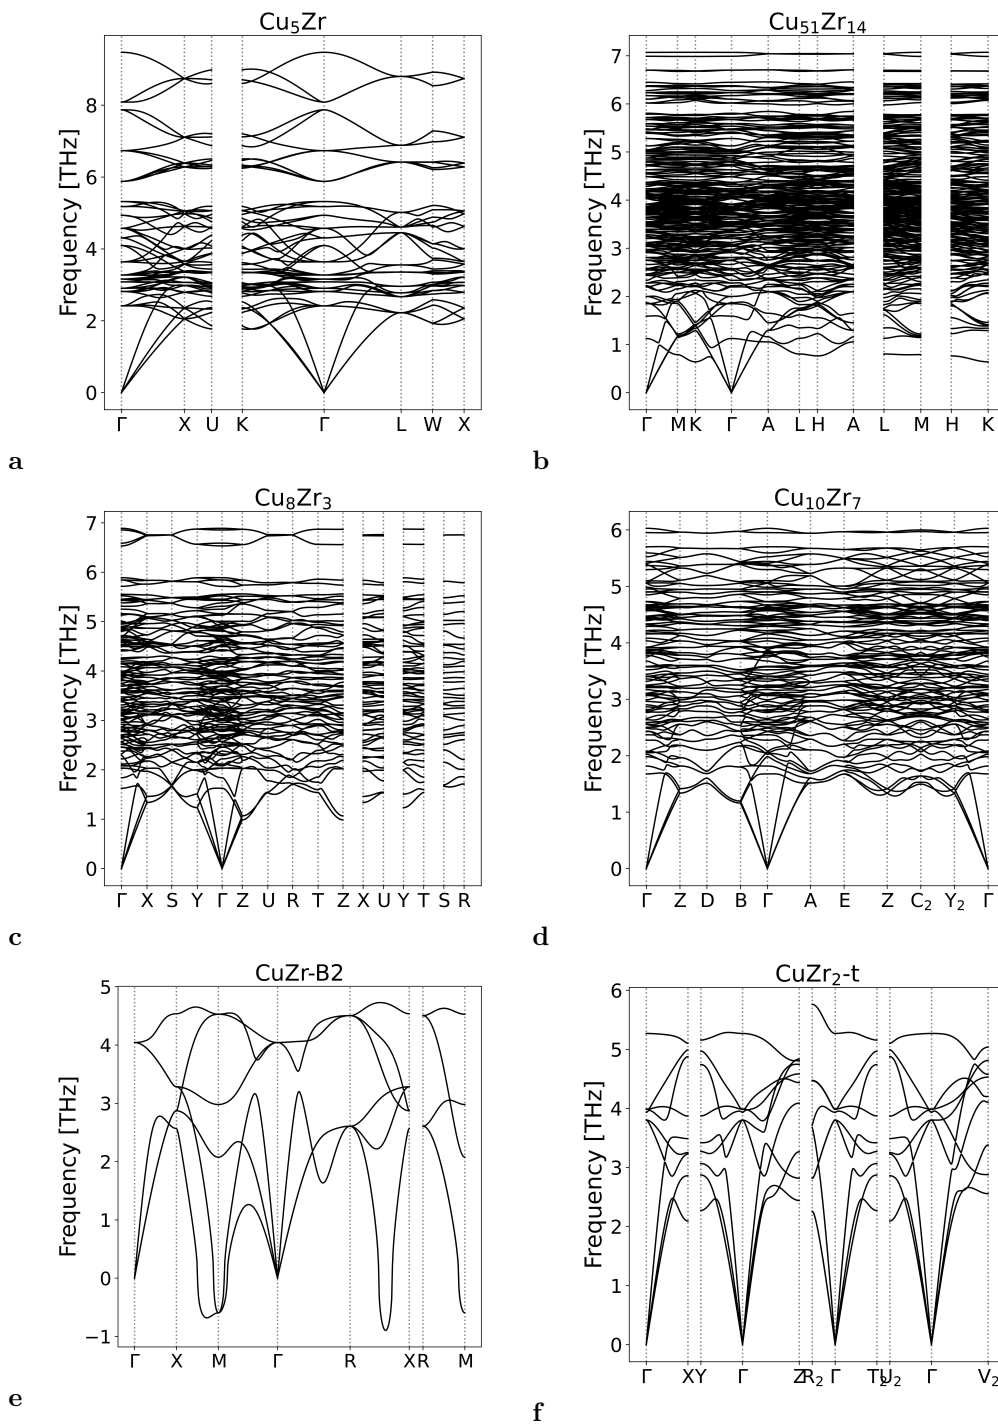 Cu₅Zr
Frequency [THz]
8
6
4
2
0
Γ X U K Γ L W X
a
Cu₅₁Zr₁₄
Frequency [THz]
7
6
5
4
3
2
1
0
Γ M K Γ A L H A L M H K
b
Cu₈Zr₃
Frequency [THz]
7
6
5
4
3
2
1
0
Γ X S Y Γ Z U R T Z X U Y T S R
c
Cu₁₀Zr₇
Frequency [THz]
6
5
4
3
2
1
0
Γ Z D B Γ A E Z C₂ Y₂ Γ
d
CuZr-B2
Frequency [THz]
5
4
3
2
1
0
−1
Γ X M Γ R X R M
e
CuZr₂-t
Frequency [THz]
6
5
4
3
2
1
0
Γ X Y Γ Z R₂ Γ T₂ U₂ Γ V₂
f